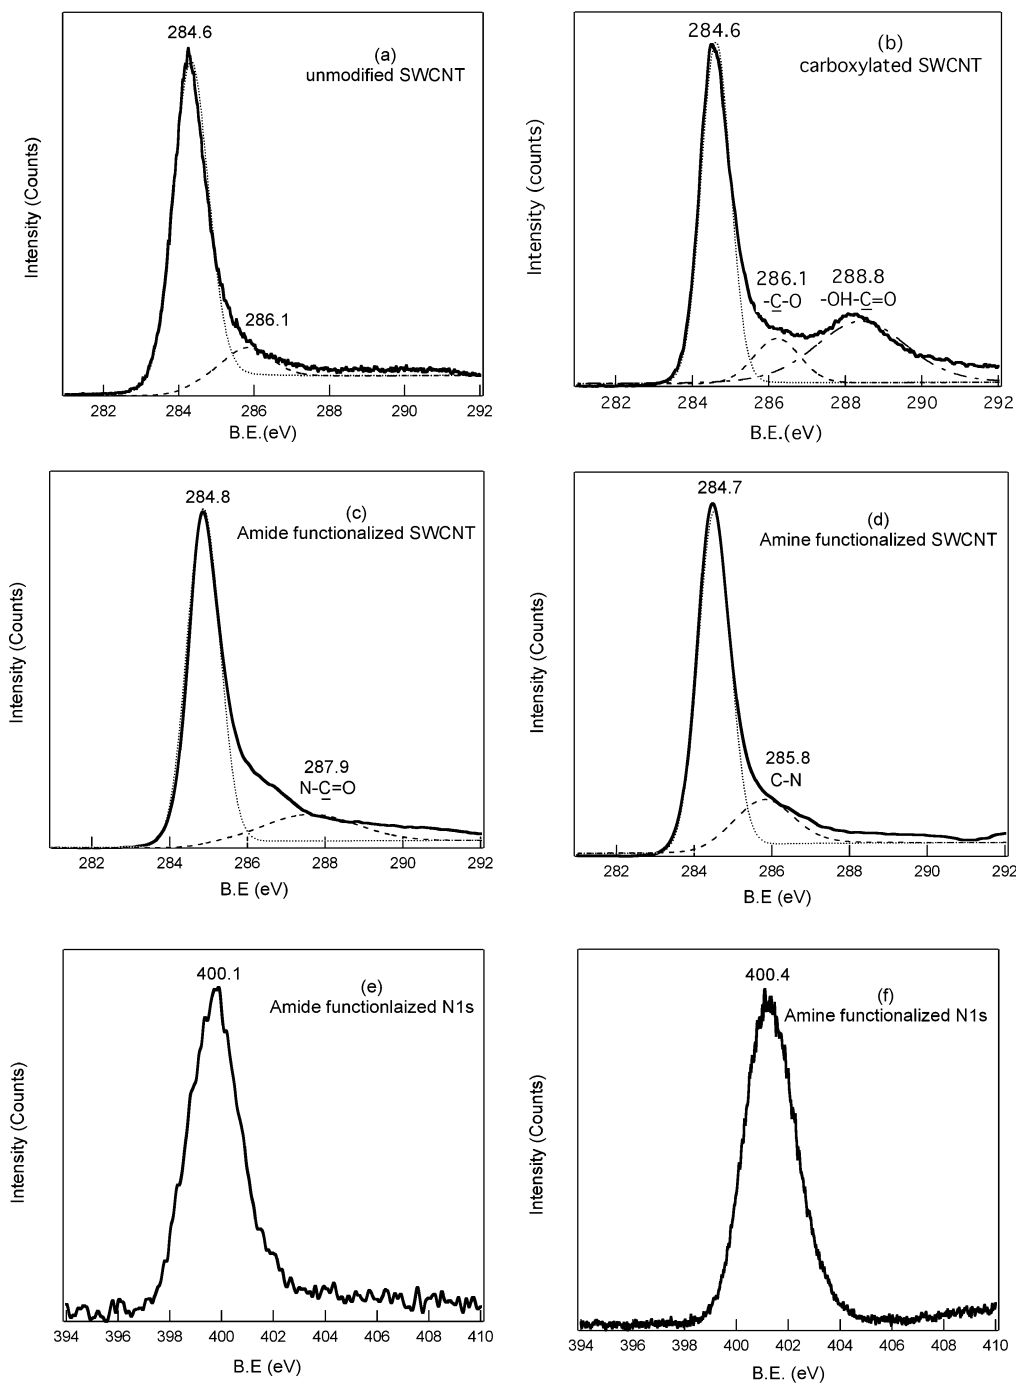 284.6
(a)
unmodified SWCNT
286.1
Intensity (Counts)
282 284 286 288 290 292
B.E.(eV)
284.6
(b)
carboxylated SWCNT
286.1 288.8
-C-O -OH-C=O
Intensity (counts)
282 284 286 288 290 292
B.E.(eV)
284.8
(c)
Amide functionalized SWCNT
287.9
N-C=O
Intensity (Counts)
282 284 286 288 290 292
B.E (eV)
284.7
(d)
Amine functionalized SWCNT
285.8
C-N
Intensity (Counts)
282 284 286 288 290 292
B.E (eV)
400.1
(e)
Amide functionlaized N1s
Intensity (Counts)
394 396 398 400 402 404 406 408 410
B.E (eV)
400.4
(f)
Amine functionalized N1s
Intensity (Counts)
394 396 398 400 402 404 406 408 410
B.E. (eV)